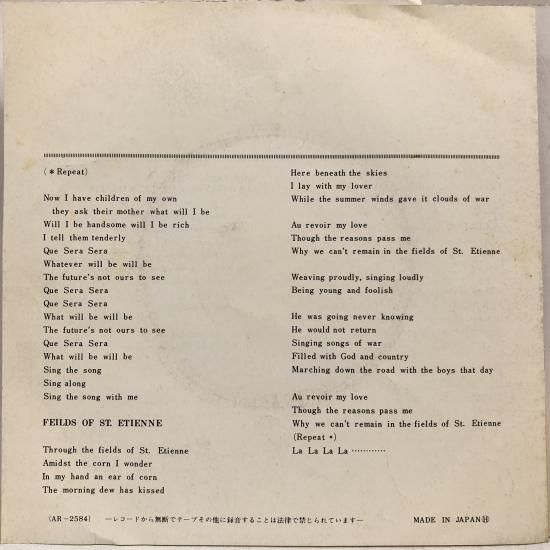 (＊Repeat)
Now I have children of my own
they ask their mother what will I be
Will I be handsome will I be rich
I tell them tenderly
Que Sera Sera
Whatever will be will be
The future's not ours to see
Que Sera Sera
Que Sera Sera
What will be will be
The future's not ours to see
Que Sera Sera
What will be will be
Sing the song
Sing along
Sing the song with me
FEILDS OF ST. ETIENNE
Through the fields of St. Etienne
Amidst the corn I wonder
In my hand an ear of corn
The morning dew has kissed
Here beneath the skies
I lay with my lover
While the summer winds gave it clouds of war
Au revoir my love
Though the reasons pass me
Why we can't remain in the fields of St. Etienne
Weaving proudly, singing loudly
Being young and foolish
He was going never knowing
He would not return
Singing songs of war
Filled with God and country
Marching down the road with the boys that day
Au revoir my love
Though the reasons pass me
Why we can't remain in the fields of St. Etienne
(Repeat *)
La La La La …………
(AR-2584) —レコードから無断でテープその他に録音することは法律で禁じられています— MADE IN JAPAN Ⓗ